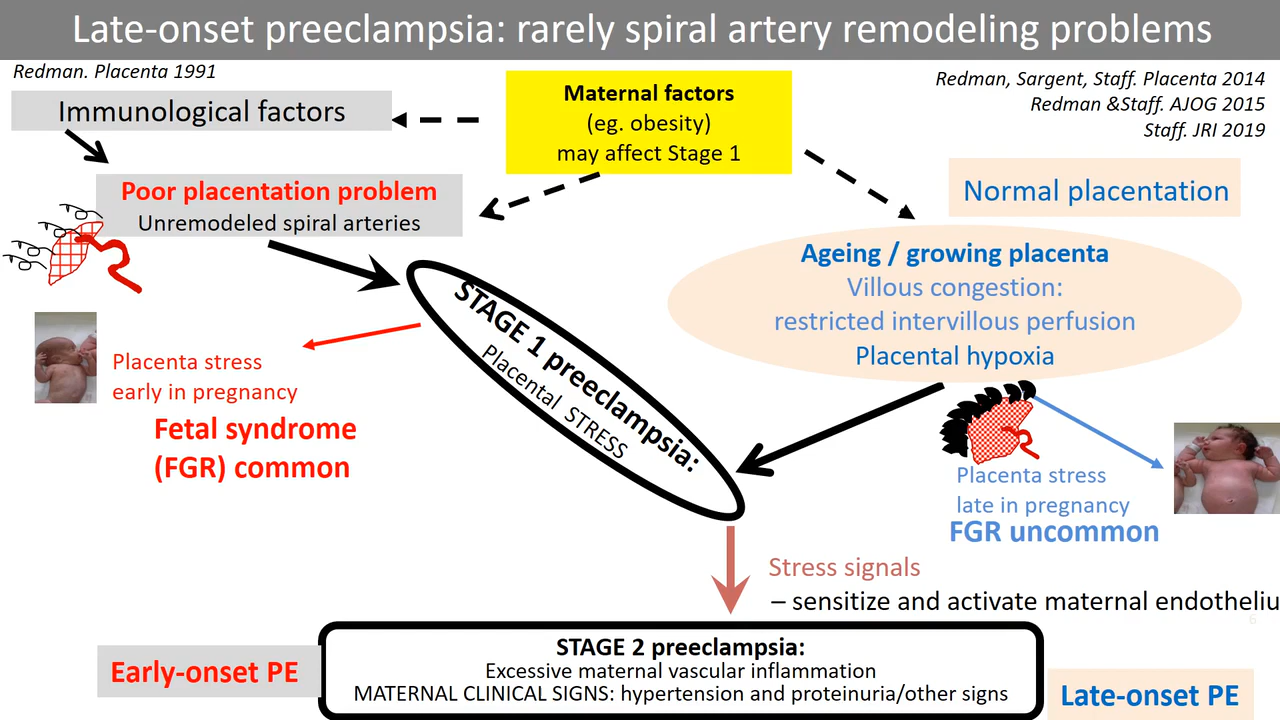 Late-onset preeclampsia: rarely spiral artery remodeling problems
Redman. Placenta 1991
Immunological factors
Maternal factors
(eg. obesity)
may affect Stage 1
Redman, Sargent, Staff. Placenta 2014
Redman &Staff. AJOG 2015
Staff. JRI 2019
Poor placentation problem
Unremodeled spiral arteries
Normal placentation
Ageing / growing placenta
Villous congestion:
restricted intervillous perfusion
Placental hypoxia
STAGE 1 preeclampsia:
Placental STRESS
Placenta stress
early in pregnancy
Fetal syndrome
(FGR) common
Placenta stress
late in pregnancy
FGR uncommon
Stress signals
– sensitize and activate maternal endotheliu
b
STAGE 2 preeclampsia:
Excessive maternal vascular inflammation
MATERNAL CLINICAL SIGNS: hypertension and proteinuria/other signs
Early-onset PE
Late-onset PE